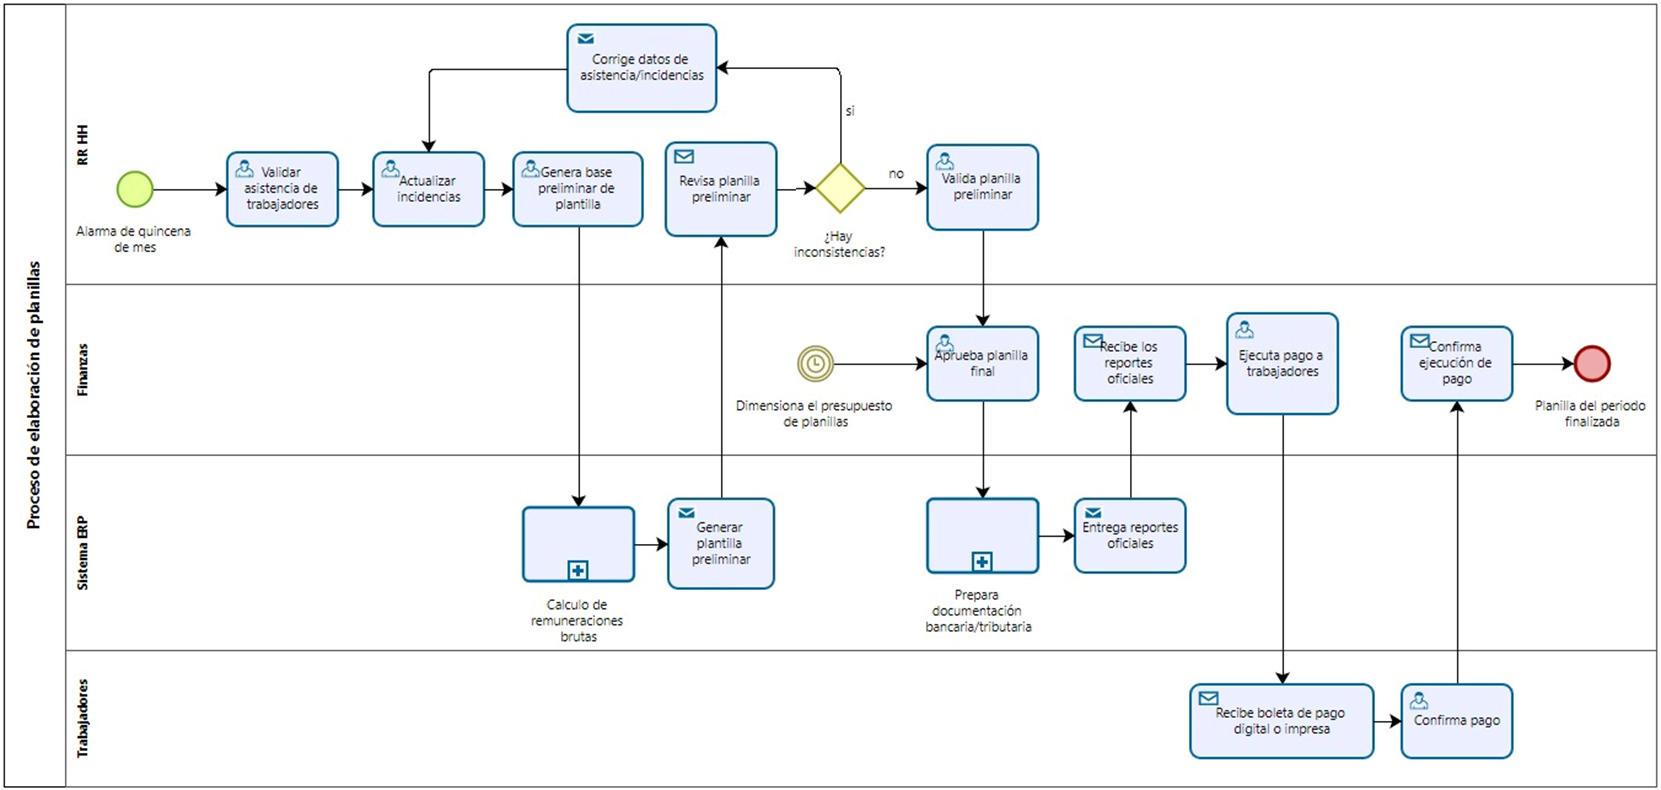 Proceso de elaboración de planillas
RR HH
Corrige datos de
asistencia/incidencias
si
Alarma de quincena
de mes
Validar
asistencia de
trabajadores
Actualizar
incidencias
Genera base
preliminar de
plantilla
Revisa planilla
preliminar
¿Hay
inconsistencias?
no
Valida planilla
preliminar
Finanzas
Dimensiona el presupuesto
de planillas
Aprueba planilla
final
Recibe los
reportes
oficiales
Ejecuta pago a
trabajadores
Confirma
ejecución de
pago
Planilla del periodo
finalizada
Sistema ERP
Calculo de
remuneraciones
brutas
Generar
plantilla
preliminar
Prepara
documentación
bancaria/tributaria
Entrega reportes
oficiales
Trabajadores
Recibe boleta de pago
digital o impresa
Confirma pago